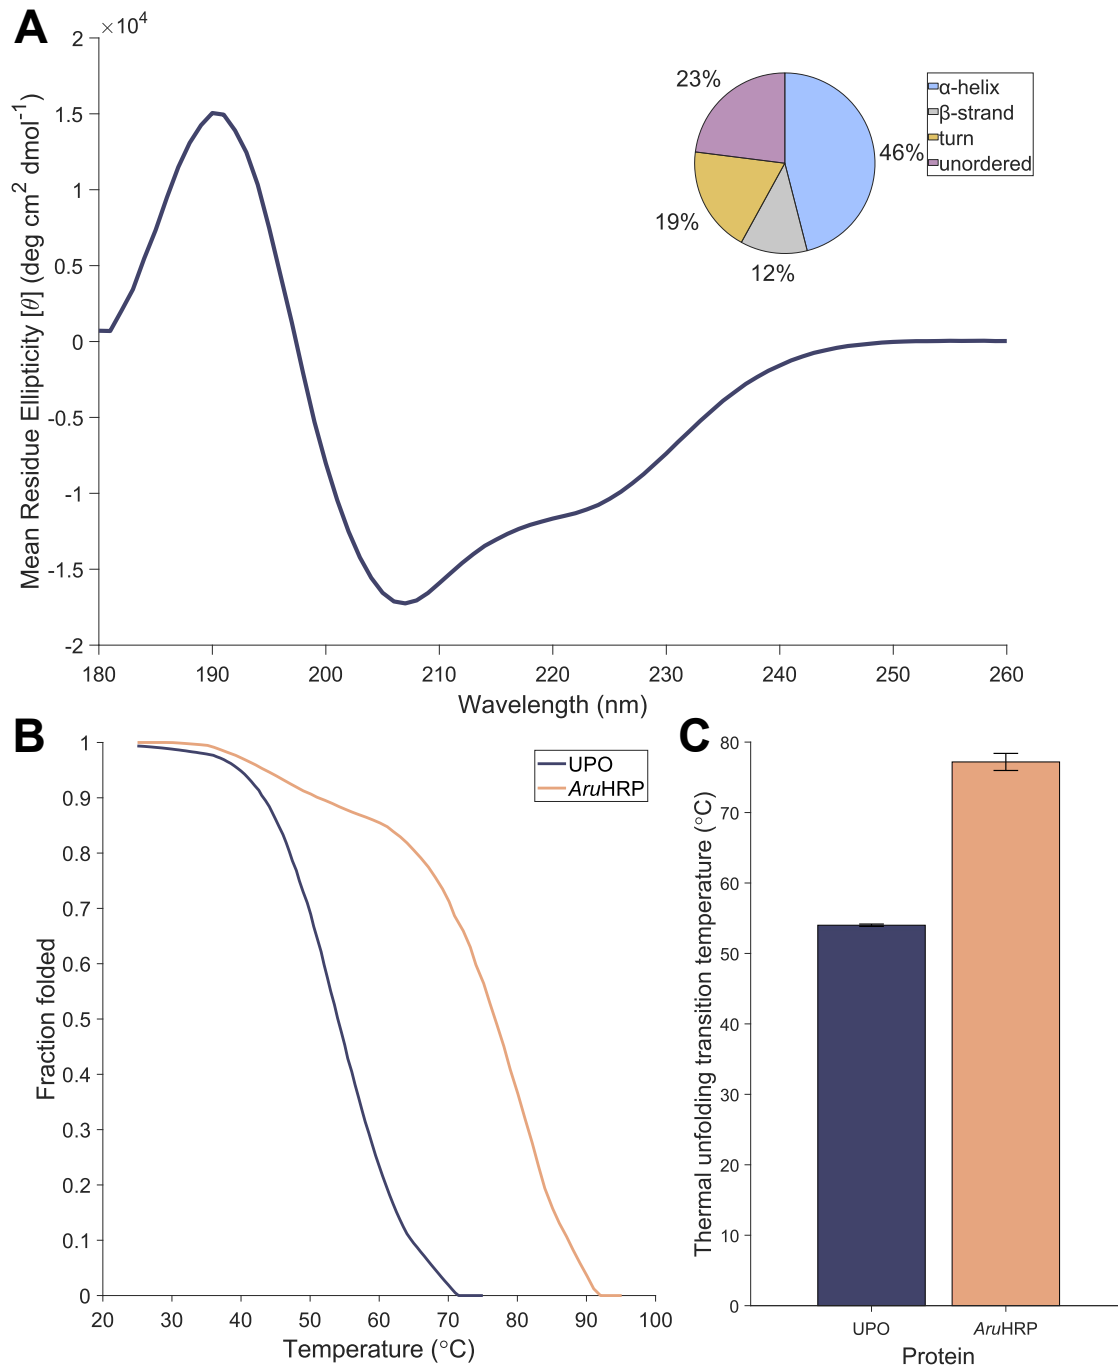 A
×10⁴
2
1.5
1
0.5
0
-0.5
-1
-1.5
-2
Mean Residue Ellipticity [θ] (deg cm² dmol⁻¹)
180 190 200 210 220 230 240 250 260
Wavelength (nm)
23%
46%
19%
12%
α-helix
β-strand
turn
unordered
B
1
0.9
0.8
0.7
0.6
0.5
0.4
0.3
0.2
0.1
0
Fraction folded
20 30 40 50 60 70 80 90 100
Temperature (°C)
UPO
AruHRP
C
80
70
60
50
40
30
20
10
0
Thermal unfolding transition temperature (°C)
UPO AruHRP
Protein